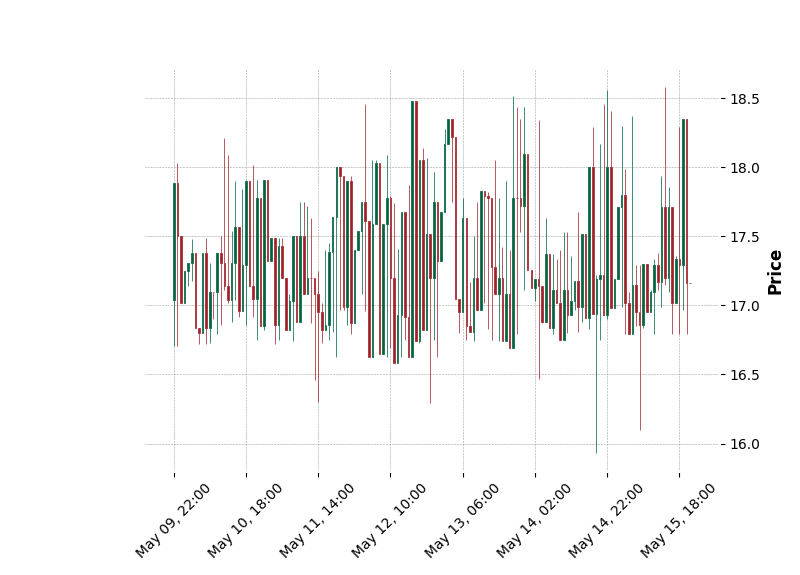 18.5
18.0
17.5
17.0
16.5
16.0
Price
May 09, 22:00
May 10, 18:00
May 11, 14:00
May 12, 10:00
May 13, 06:00
May 14, 02:00
May 14, 22:00
May 15, 18:00